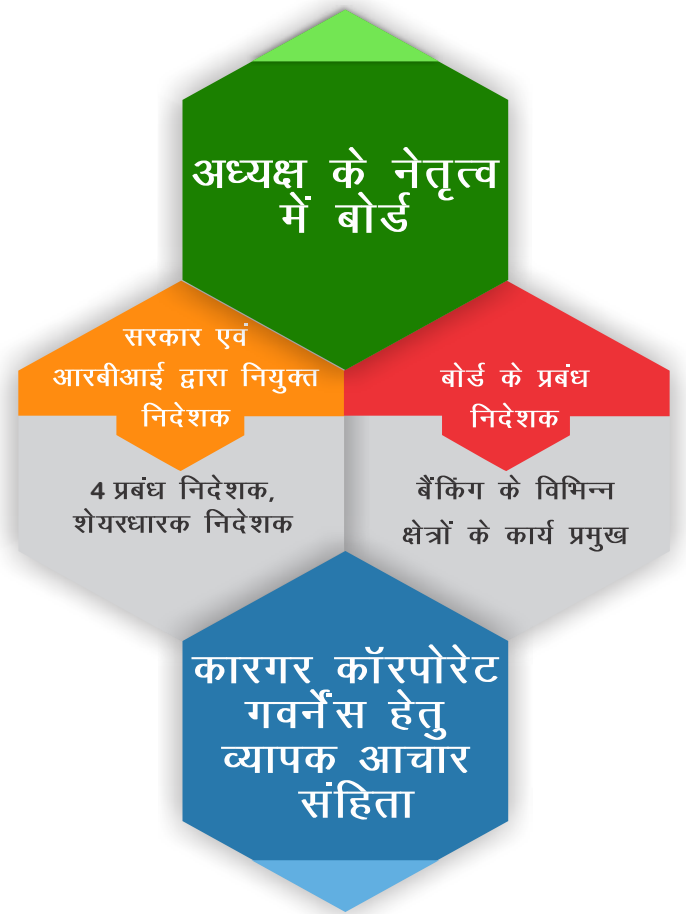 अध्यक्ष के नेतृत्व
में बोर्ड
सरकार एवं
आरबीआई द्वारा नियुक्त
निदेशक
4 प्रबंध निदेशक,
शेयरधारक निदेशक
बोर्ड के प्रबंध
निदेशक
बैंकिंग के विभिन्न
क्षेत्रों के कार्य प्रमुख
कारगर कॉरपोरेट
गवर्नेंस हेतु
व्यापक आचार
संहिता